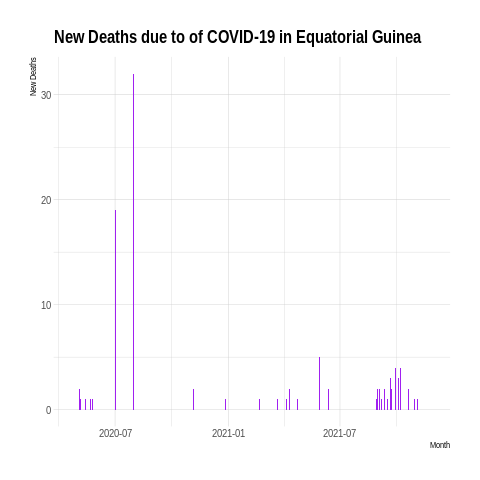 New Deaths due to of COVID-19 in Equatorial Guinea
New Deaths
30
20
10
0
2020-07 2021-01 2021-07
Month